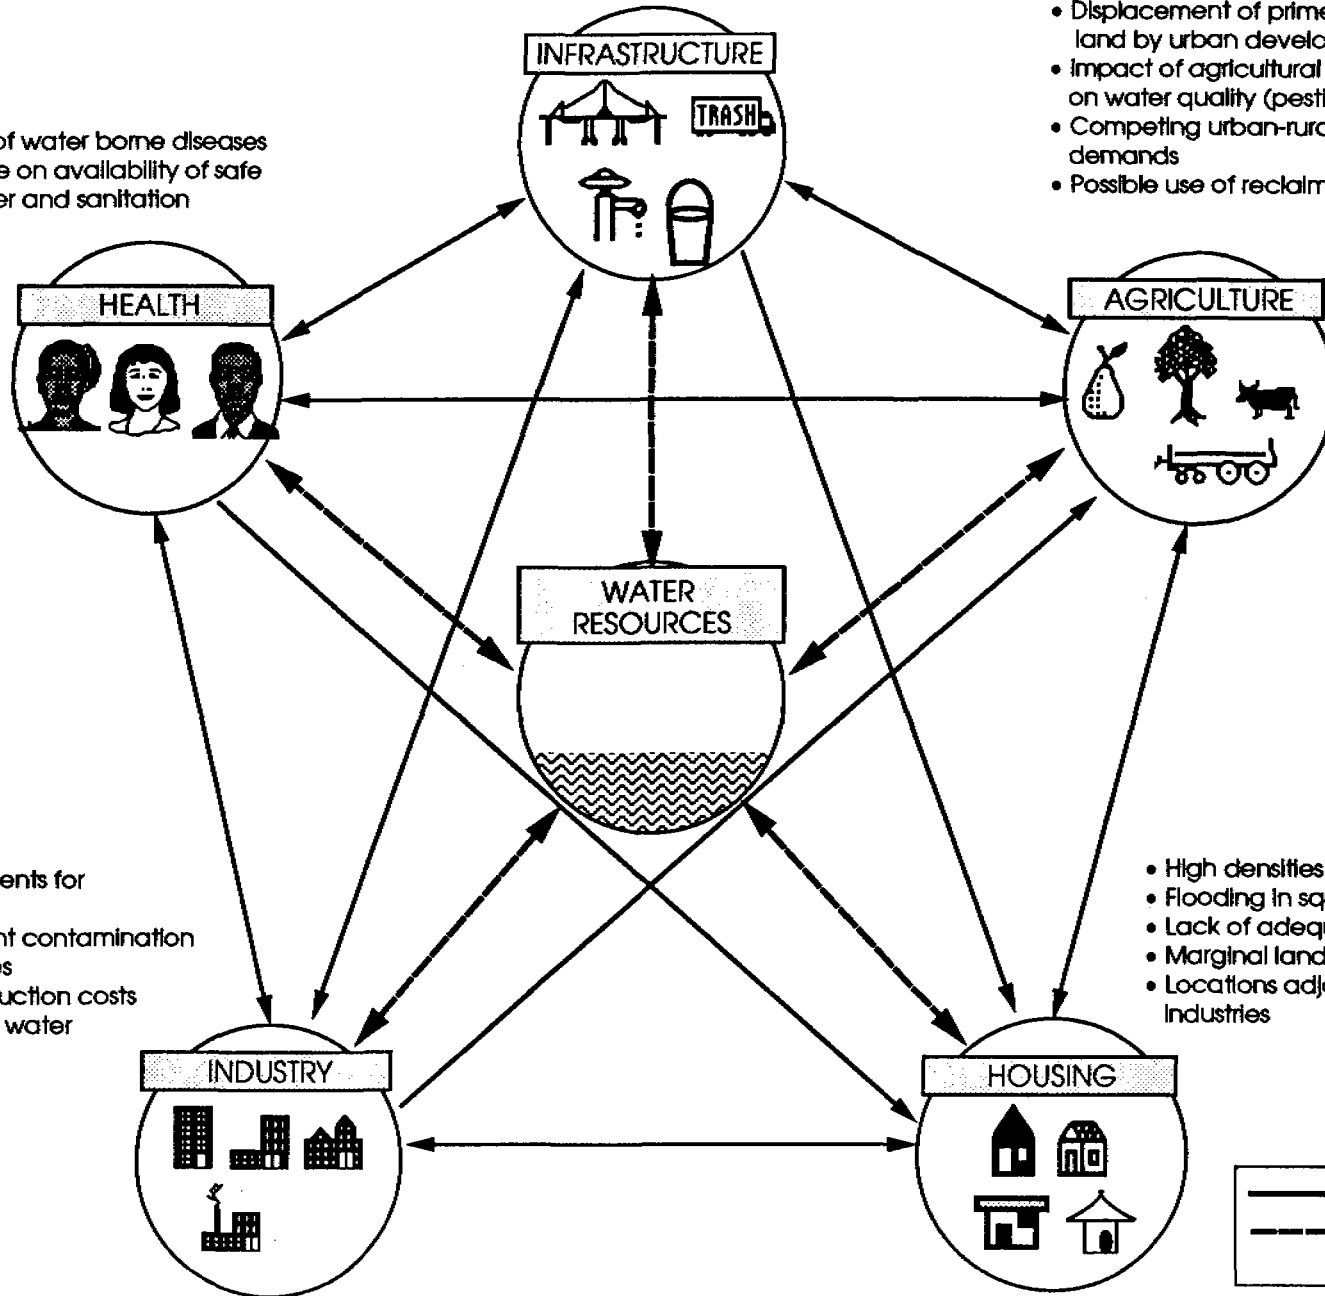 INFRASTRUCTURE
TRASH
• Displacement of prime
land by urban develo
• Impact of agricultural
on water quality (pesti
• Competing urban-rura
demands
• Possible use of reclaim
of water borne diseases
e on availability of safe
er and sanitation
HEALTH
AGRICULTURE
WATER
RESOURCES
ents for
nt contamination
es
uction costs
water
• High densities
• Flooding in sq
• Lack of adequ
• Marginal land
• Locations adja
industries
INDUSTRY
HOUSING